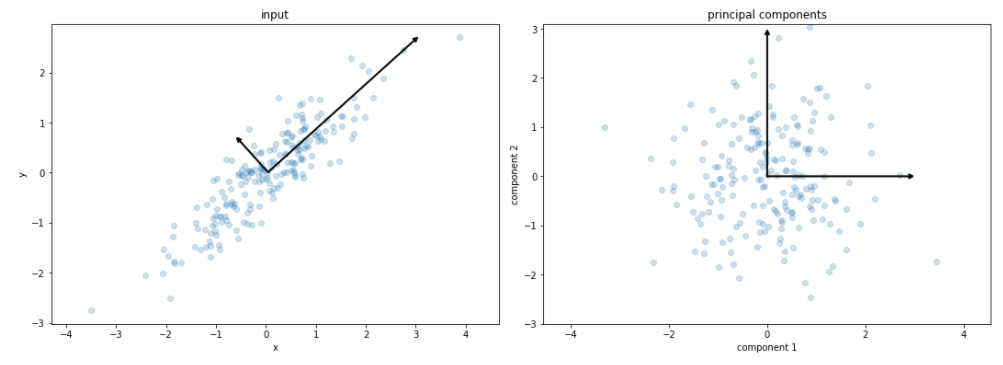 input
2
1
0
−1
−2
−3
y
−4 −3 −2 −1 0 1 2 3 4
x
principal components
3
2
1
0
−1
−2
−3
component 2
−4 −2 0 2 4
component 1